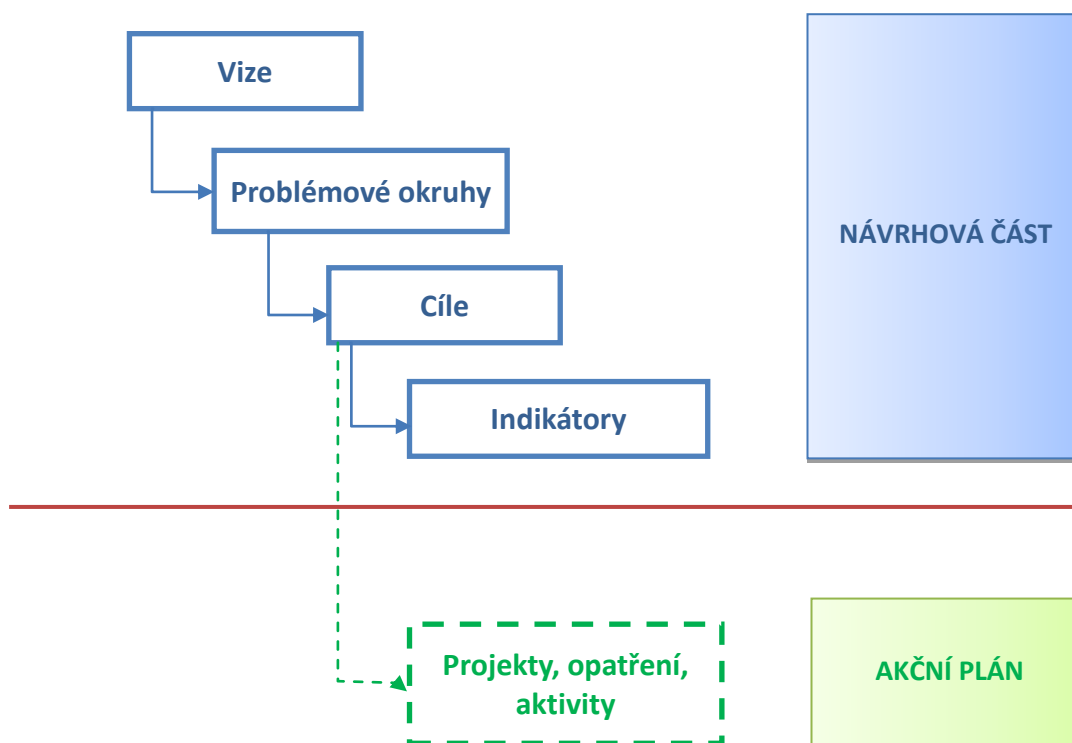 Vize
Problémové okruhy
NÁVRHOVÁ ČÁST
Cíle
Indikátory
Projekty, opatření,
aktivity
AKČNÍ PLÁN